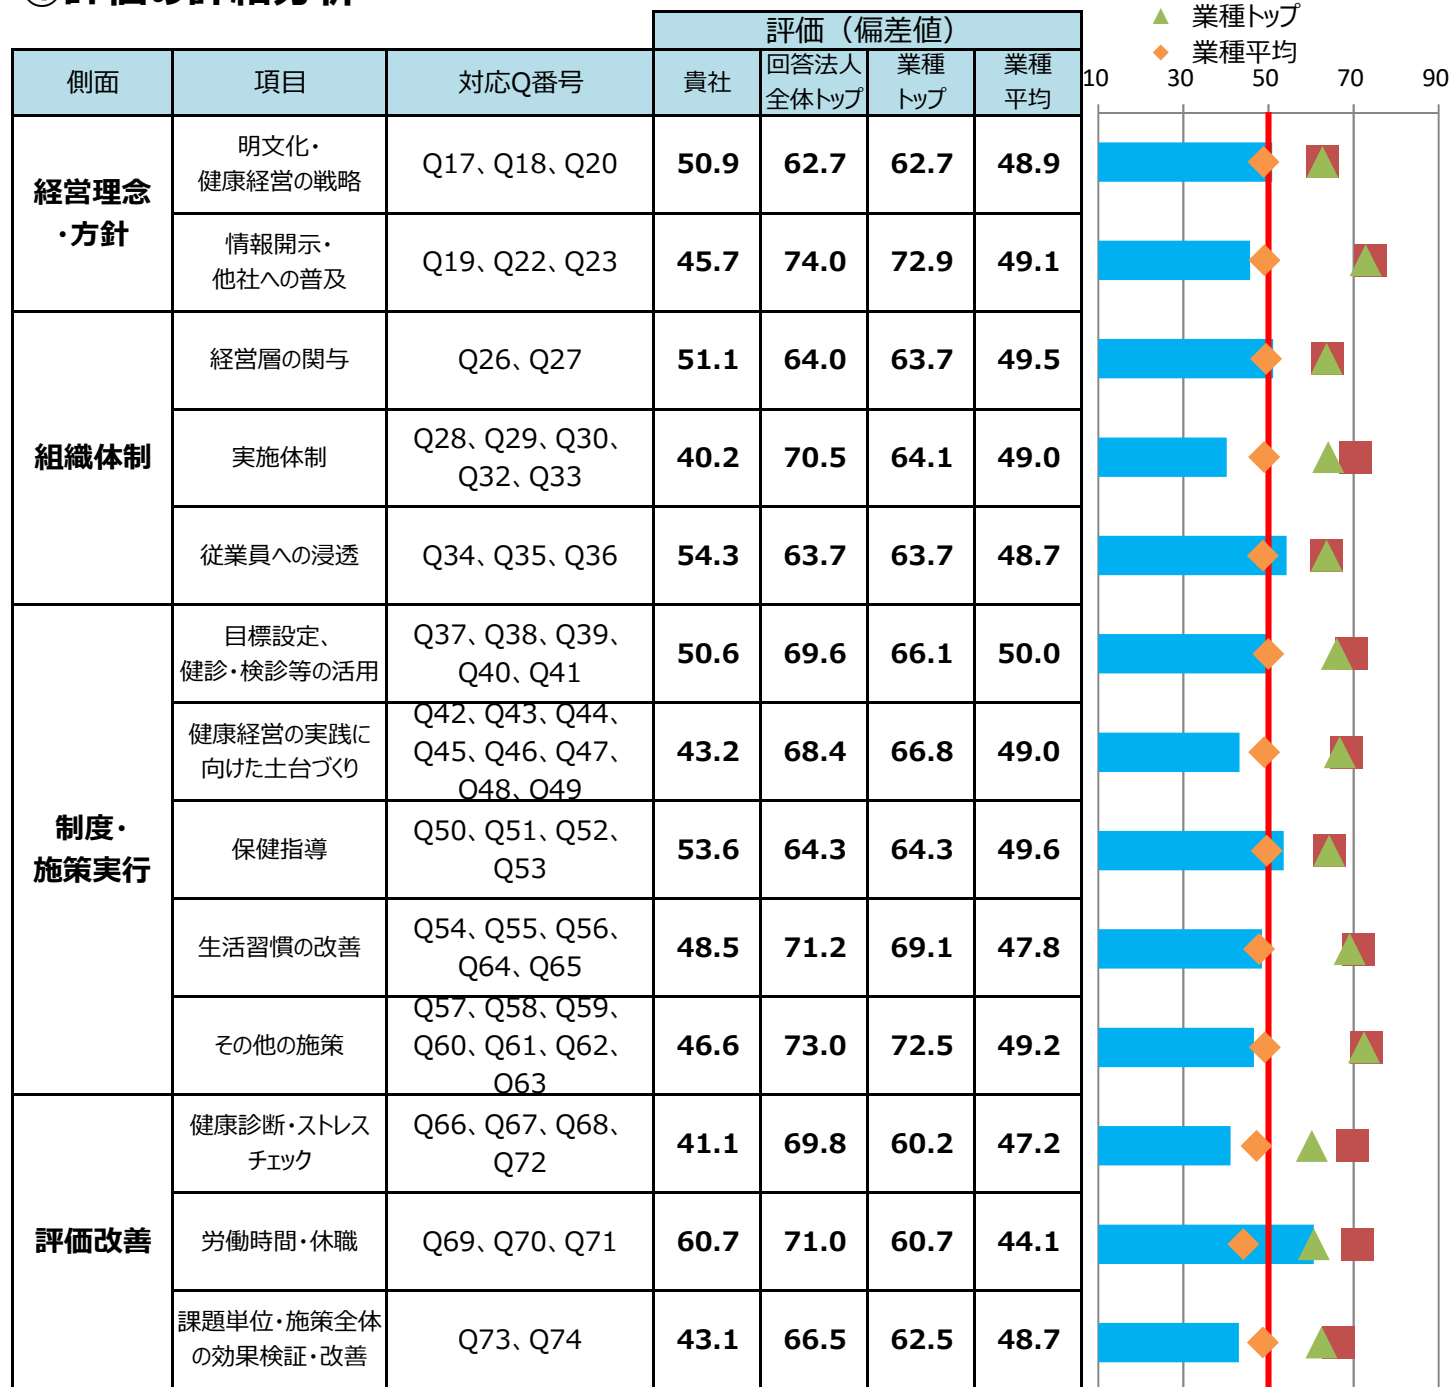 評価の詳細分析
▲ 業種トップ
◆ 業種平均
評価（偏差値）
側面 項目 対応Q番号 貴社 回答法人 業種 業種
全体トップ トップ 平均
10 30 50 70 90
経営理念
・方針
明文化・
健康経営の戦略
Q17、Q18、Q20 50.9 62.7 62.7 48.9
情報開示・
他社への普及
Q19、Q22、Q23 45.7 74.0 72.9 49.1
組織体制
経営層の関与 Q26、Q27 51.1 64.0 63.7 49.5
実施体制
Q28、Q29、Q30、
Q32、Q33
40.2 70.5 64.1 49.0
従業員への浸透 Q34、Q35、Q36 54.3 63.7 63.7 48.7
制度・
施策実行
目標設定、
健診・検診等の活用
Q37、Q38、Q39、
Q40、Q41
50.6 69.6 66.1 50.0
健康経営の実践に
向けた土台づくり
Q42、Q43、Q44、
Q45、Q46、Q47、
Q48、Q49
43.2 68.4 66.8 49.0
保健指導
Q50、Q51、Q52、
Q53
53.6 64.3 64.3 49.6
生活習慣の改善
Q54、Q55、Q56、
Q64、Q65
48.5 71.2 69.1 47.8
その他の施策
Q57、Q58、Q59、
Q60、Q61、Q62、
Q63
46.6 73.0 72.5 49.2
評価改善
健康診断・ストレス
チェック
Q66、Q67、Q68、
Q72
41.1 69.8 60.2 47.2
労働時間・休職 Q69、Q70、Q71 60.7 71.0 60.7 44.1
課題単位・施策全体
の効果検証・改善
Q73、Q74 43.1 66.5 62.5 48.7